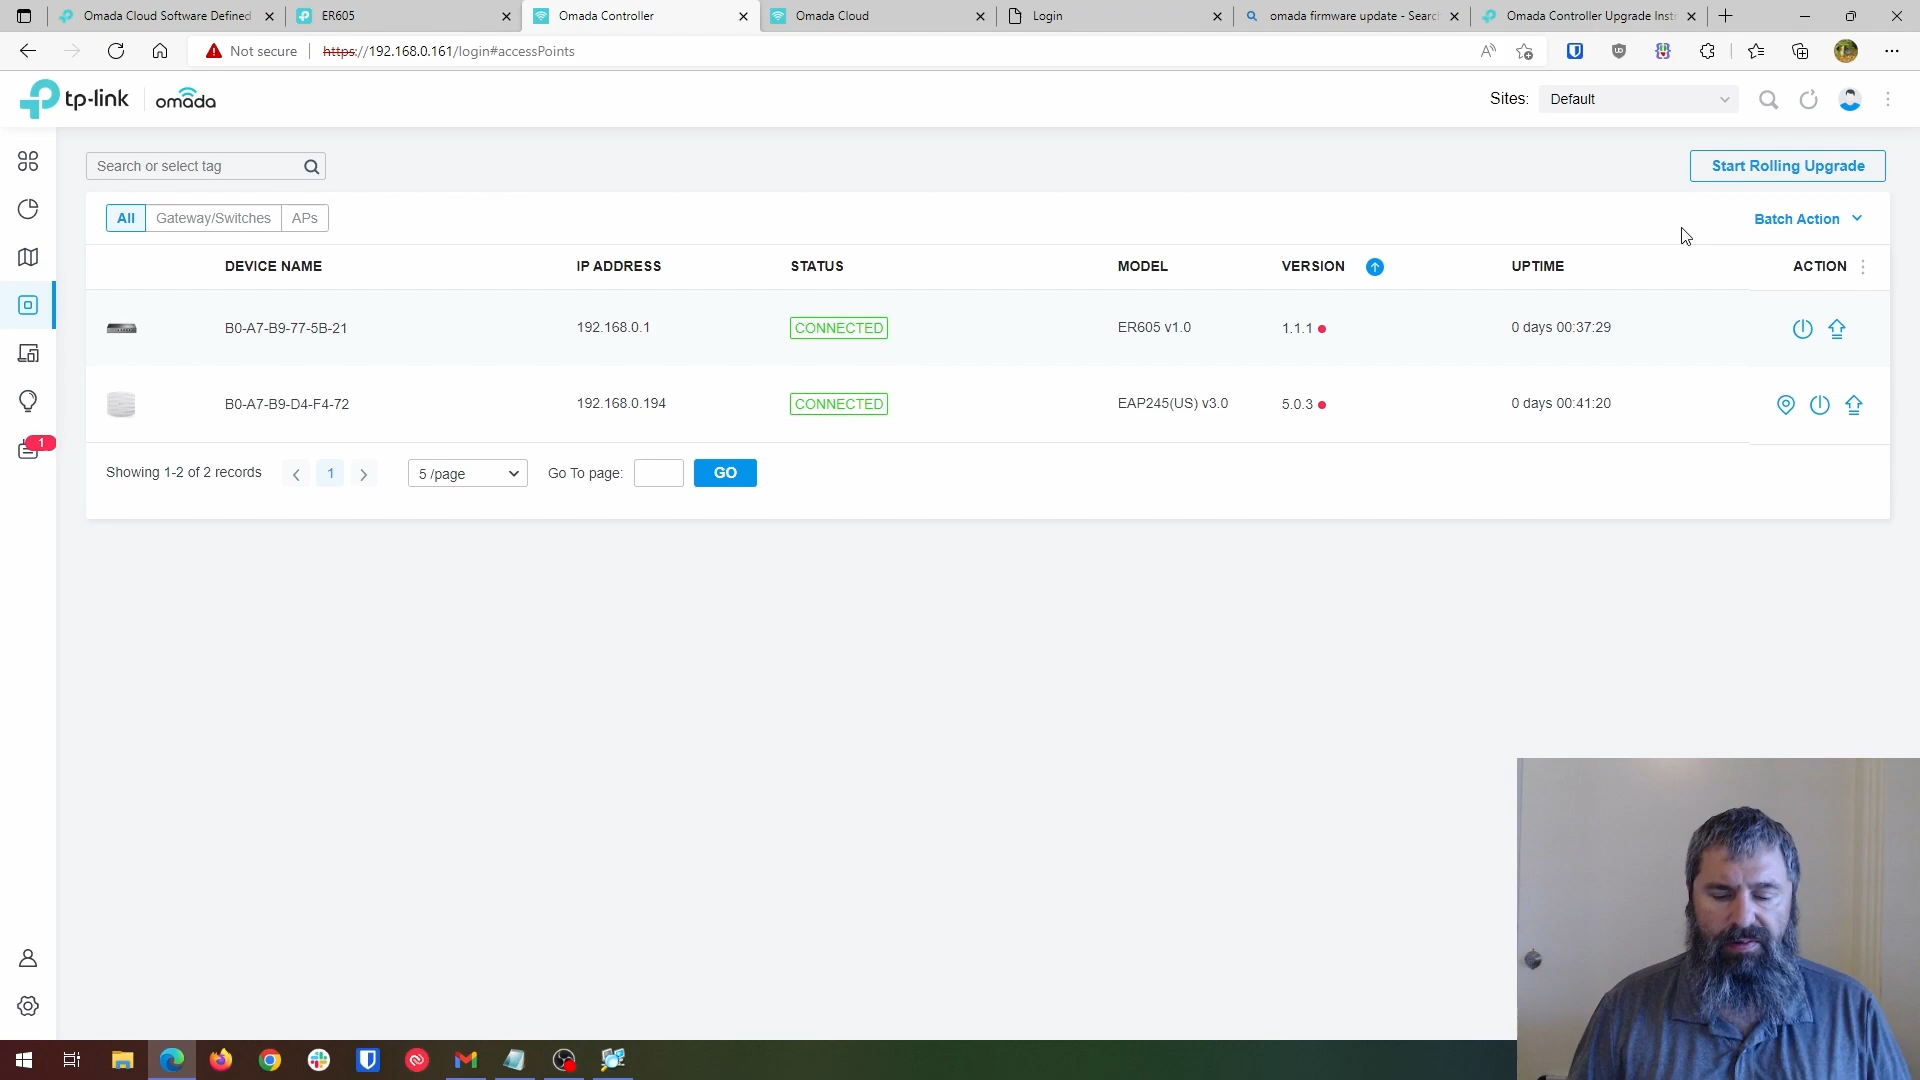 Omada Cloud Software Defined
ER605
Omada Controller
Omada Cloud
Login
omada firmware update - Searc
Omada Controller Upgrade Inst
Not secure
https://192.168.0.161/login#accessPoints
tp-link
omada
Sites:
Default
Search or select tag
Start Rolling Upgrade
All
Gateway/Switches
APs
Batch Action
DEVICE NAME
IP ADDRESS
STATUS
MODEL
VERSION
UPTIME
ACTION
B0-A7-B9-77-5B-21
192.168.0.1
CONNECTED
ER605 v1.0
1.1.1
0 days 00:37:29
B0-A7-B9-D4-F4-72
192.168.0.194
CONNECTED
EAP245(US) v3.0
5.0.3
0 days 00:41:20
1
Showing 1-2 of 2 records
1
5 /page
Go To page:
GO